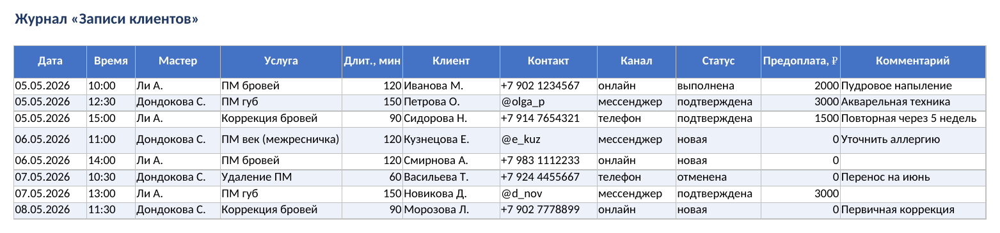 Журнал «Записи клиентов»
Дата Время Мастер Услуга Длит., мин Клиент Контакт Канал Статус Предоплата, ₽ Комментарий
05.05.2026 10:00 Ли А. ПМ бровей 120 Иванова М. +7 902 1234567 онлайн выполнена 2000 Пудровое напыление
05.05.2026 12:30 Дондокова С. ПМ губ 150 Петрова О. @olga_p мессенджер подтверждена 3000 Акварельная техника
05.05.2026 15:00 Ли А. Коррекция бровей 90 Сидорова Н. +7 914 7654321 телефон подтверждена 1500 Повторная через 5 недель
06.05.2026 11:00 Дондокова С. ПМ век (межресничка) 120 Кузнецова Е. @e_kuz мессенджер новая 0 Уточнить аллергию
06.05.2026 14:00 Ли А. ПМ бровей 120 Смирнова А. +7 983 1112233 онлайн новая 0
07.05.2026 10:30 Дондокова С. Удаление ПМ 60 Васильева Т. +7 924 4455667 телефон отменена 0 Перенос на июнь
07.05.2026 13:00 Ли А. ПМ губ 150 Новикова Д. @d_nov мессенджер подтверждена 3000
08.05.2026 11:30 Дондокова С. Коррекция бровей 90 Морозова Л. +7 902 7778899 онлайн новая 0 Первичная коррекция